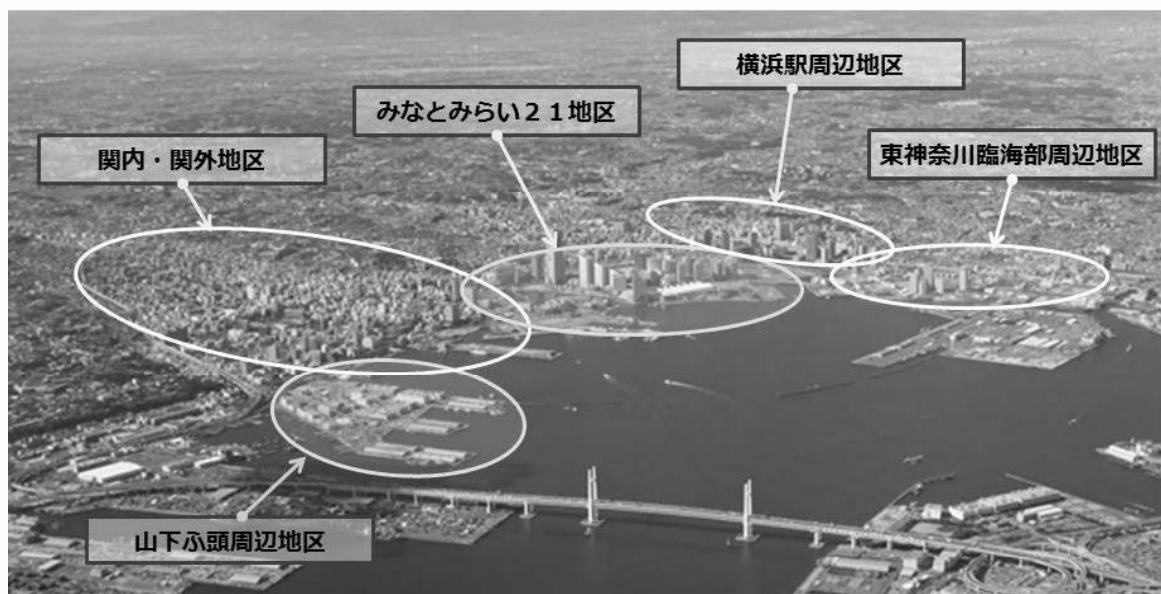 横浜駅周辺地区
みなとみらい２１地区
関内・関外地区
東神奈川臨海部周辺地区
山下ふ頭周辺地区